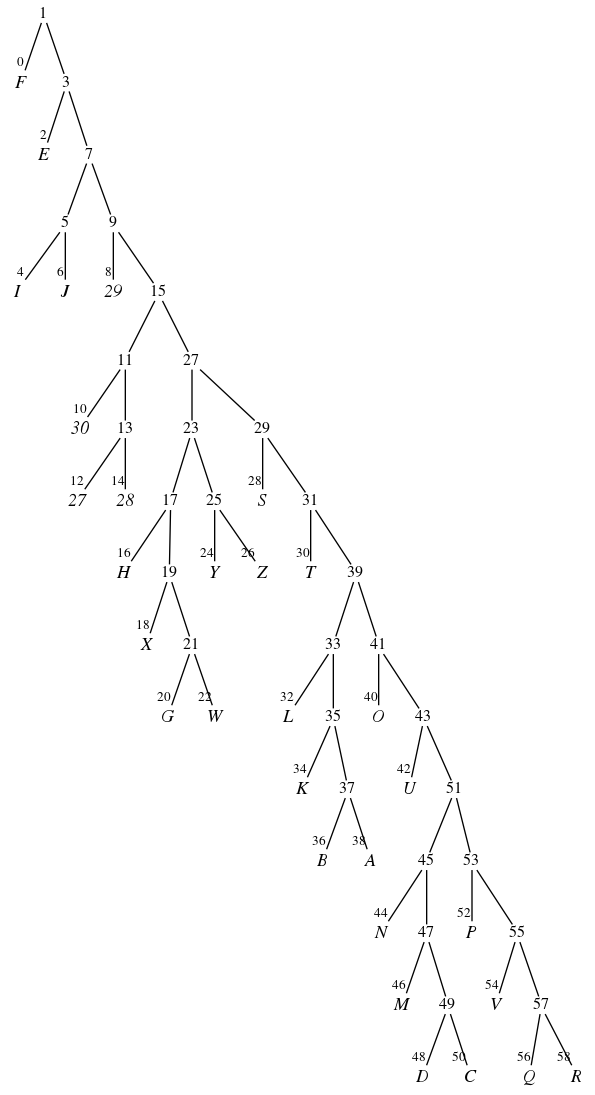 1
0
F 3
2
E 7
5 9
4 6 8
I J 29 15
11 27
10
30 13 23 29
12 14 28
27 28 17 25 S 31
16 24 26 30
H 19 Y Z T 39
18
X 21 33 41
20 22 32 40
G W L 35 O 43
34 42
K 37 U 51
36 38
B A 45 53
44 52
N 47 P 55
46 54
M 49 V 57
48 50 56 58
D C Q R